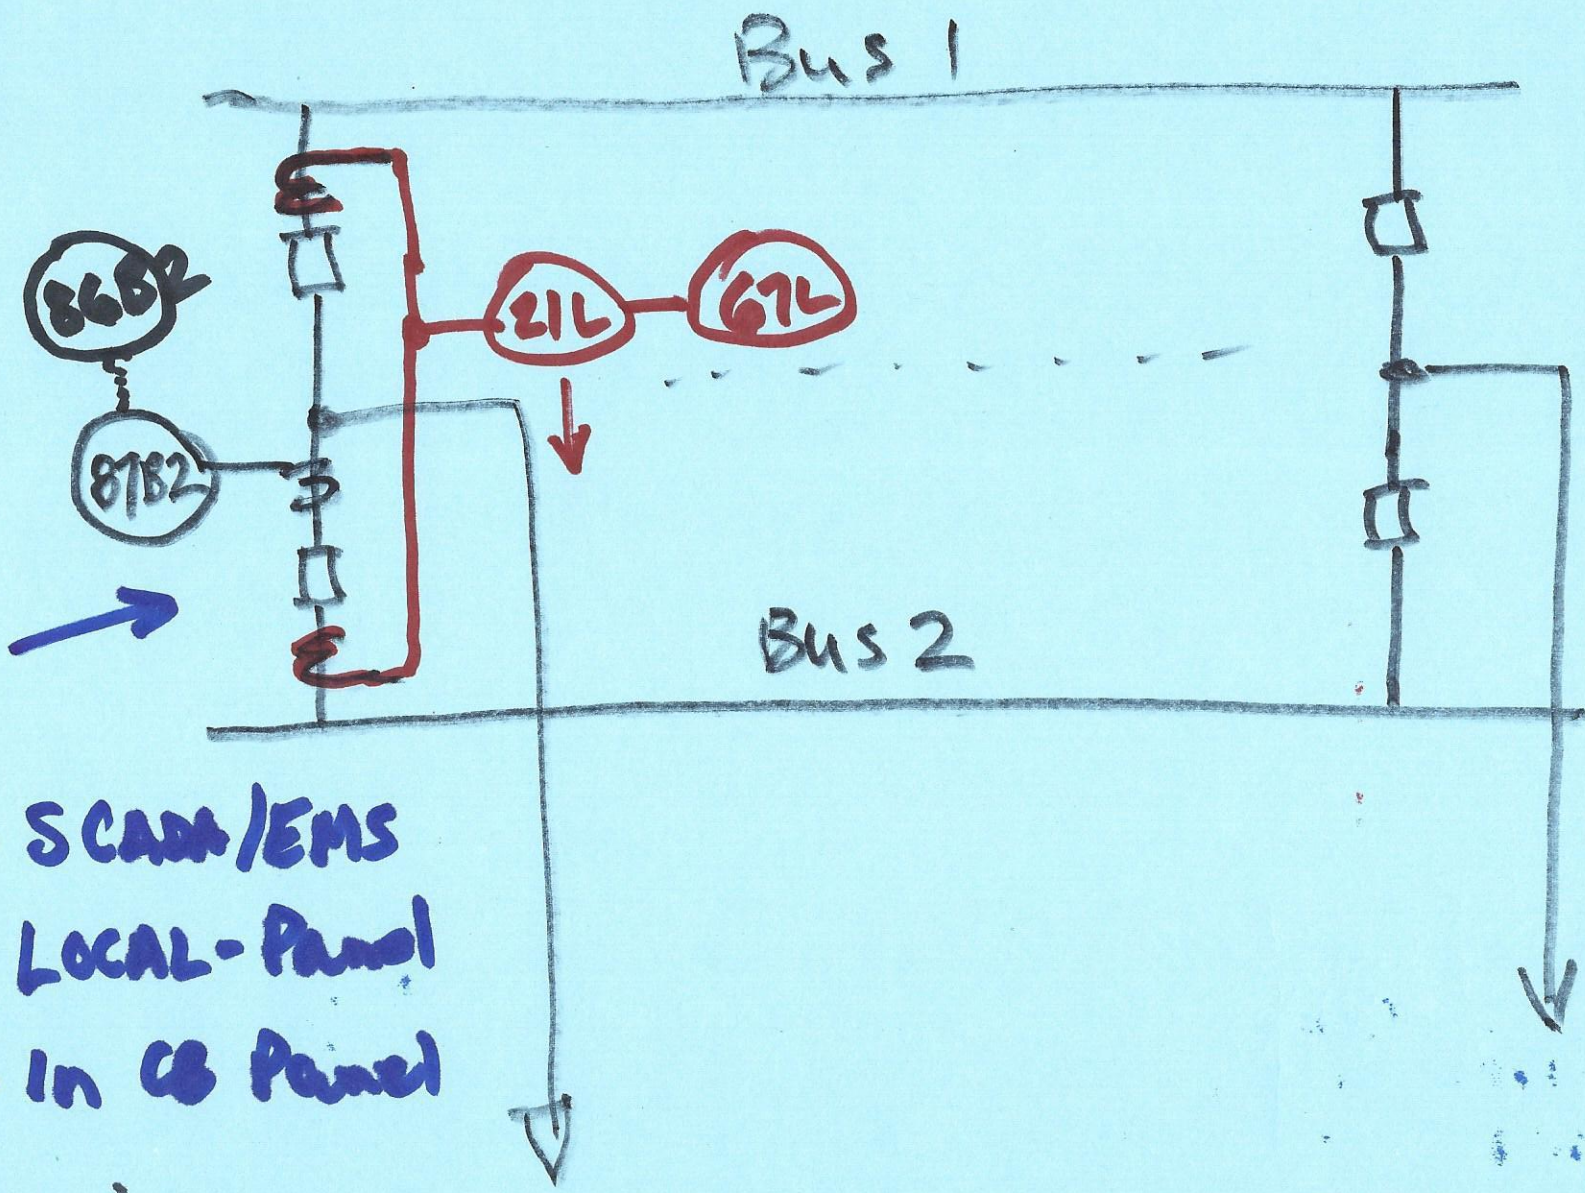 Bus 1
86B2
21L
67L
87B2
Bus 2
SCADA/EMS
LOCAL-Panel
In CB Panel